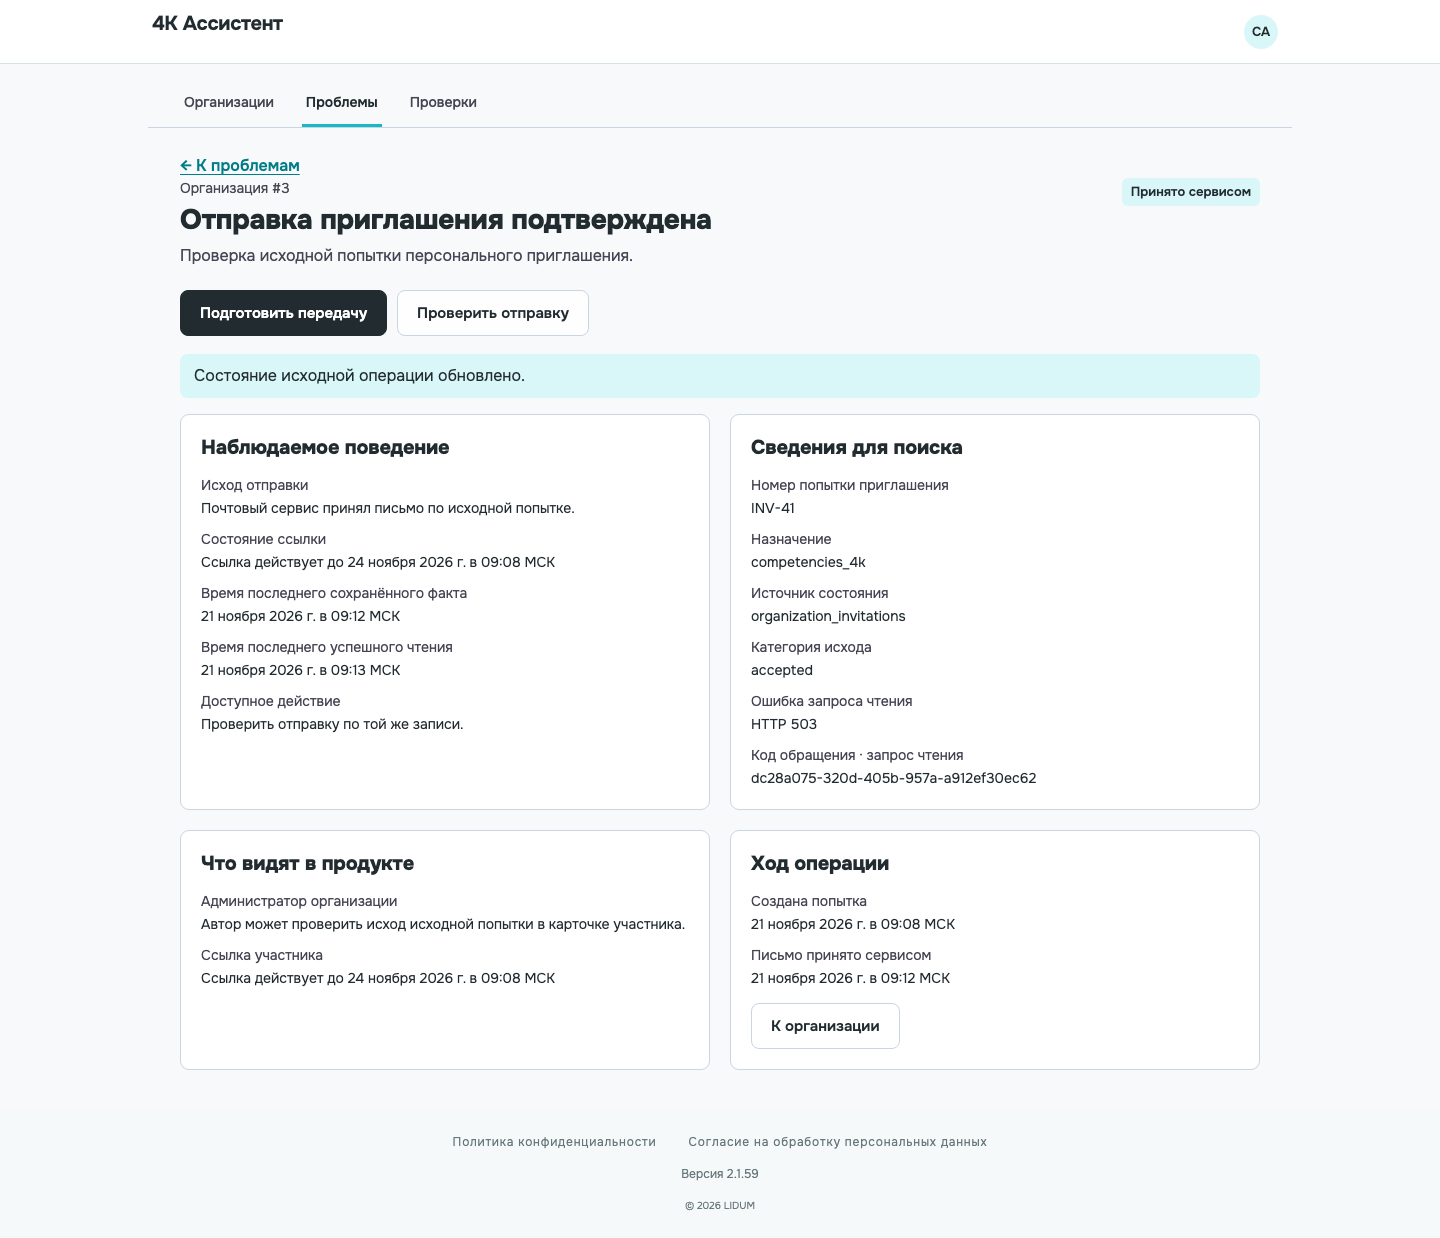 4K Ассистент
CA
Организации
Проблемы
Проверки
← К проблемам
Организация #3
Принято сервисом
Отправка приглашения подтверждена
Проверка исходной попытки персонального приглашения.
Подготовить передачу
Проверить отправку
Состояние исходной операции обновлено.
Наблюдаемое поведение
Исход отправки
Почтовый сервис принял письмо по исходной попытке.
Состояние ссылки
Ссылка действует до 24 ноября 2026 г. в 09:08 МСК
Время последнего сохранённого факта
21 ноября 2026 г. в 09:12 МСК
Время последнего успешного чтения
21 ноября 2026 г. в 09:13 МСК
Доступное действие
Проверить отправку по той же записи.
Сведения для поиска
Номер попытки приглашения
INV-41
Назначение
competencies_4k
Источник состояния
organization_invitations
Категория исхода
accepted
Ошибка запроса чтения
HTTP 503
Код обращения · запрос чтения
dc28a075-320d-405b-957a-a912ef30ec62
Что видят в продукте
Администратор организации
Автор может проверить исход исходной попытки в карточке участника.
Ссылка участника
Ссылка действует до 24 ноября 2026 г. в 09:08 МСК
Ход операции
Создана попытка
21 ноября 2026 г. в 09:08 МСК
Письмо принято сервисом
21 ноября 2026 г. в 09:12 МСК
К организации
Политика конфиденциальности
Согласие на обработку персональных данных
Версия 2.1.59
© 2026 LIDUM